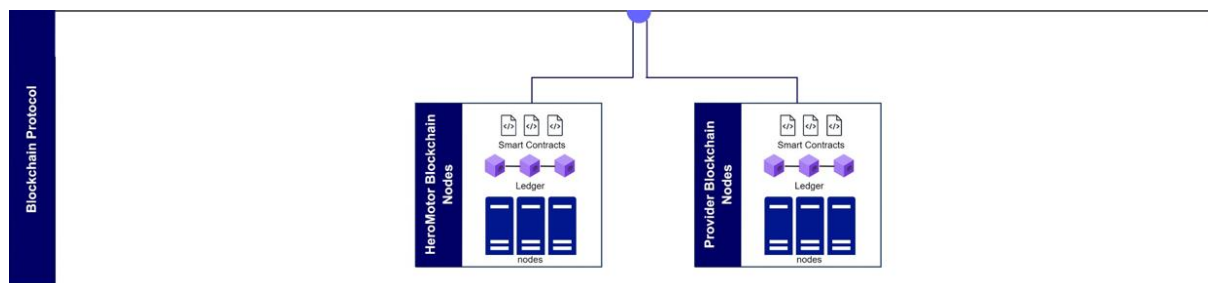 Blockchain Protocol
HeroMotor Blockchain
Nodes
</>
</>
</>
Smart Contracts
Ledger
nodes
Provider Blockchain
Nodes
</>
</>
</>
Smart Contracts
Ledger
nodes